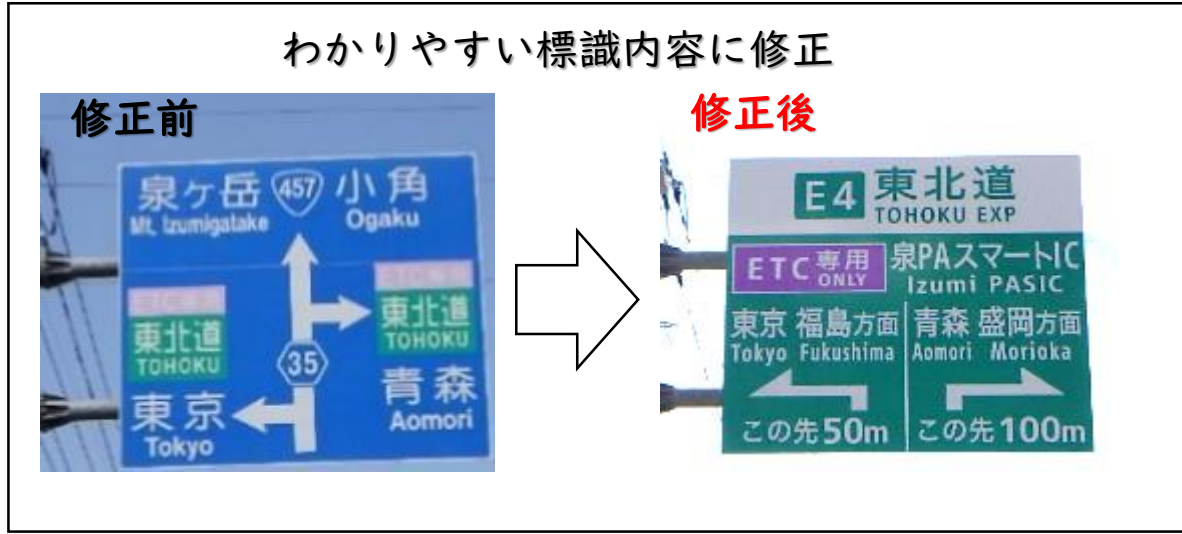 わかりやすい標識内容に修正
修正前
泉ヶ岳 457 小角
Mt. Izumigatake Ogaku
東北道
TOHOKU
東北道
TOHOKU
35
東京
Tokyo
青森
Aomori
修正後
E4 東北道
TOHOKU EXP
ETC専用
ONLY
泉PAスマートIC
Izumi PASIC
東京 福島方面
Tokyo Fukushima
この先50m
青森 盛岡方面
Aomori Morioka
この先100m